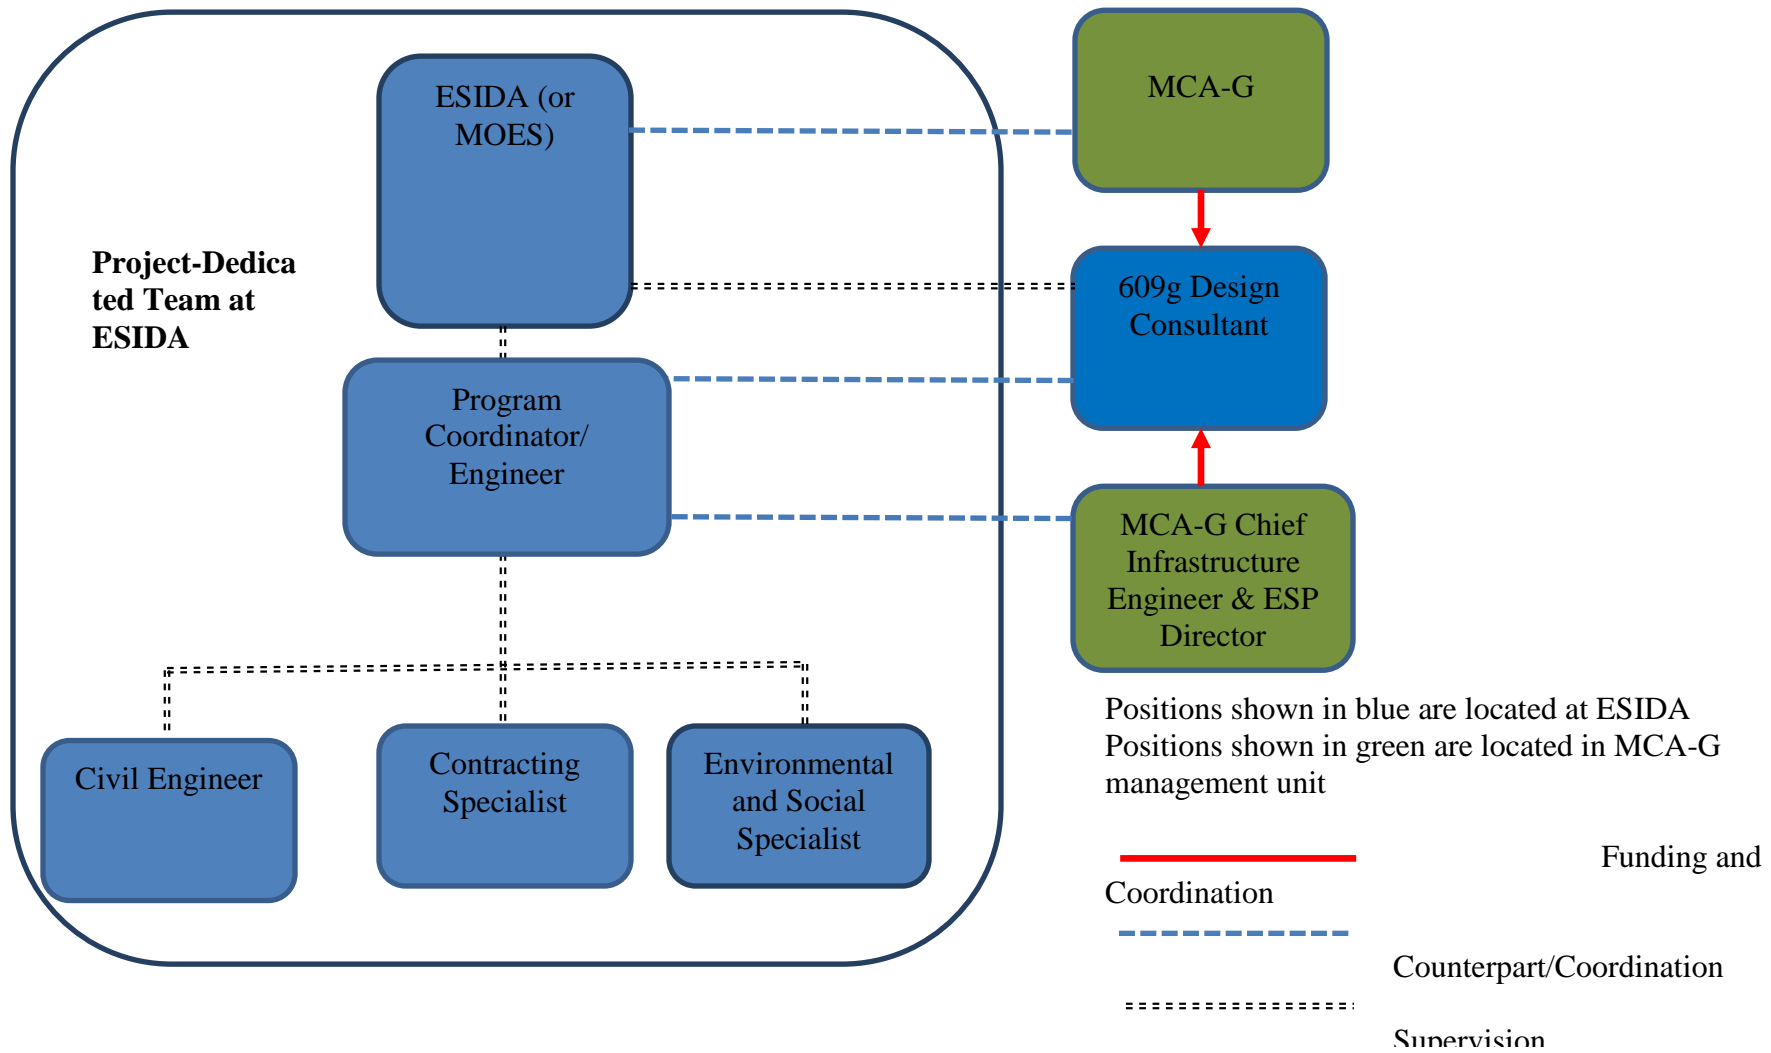 ESIDA (or
MOES)
MCA-G
Project-Dedica
ted Team at
ESIDA
609g Design
Consultant
Program
Coordinator/
Engineer
MCA-G Chief
Infrastructure
Engineer & ESP
Director
Civil Engineer
Contracting
Specialist
Environmental
and Social
Specialist
Positions shown in blue are located at ESIDA
Positions shown in green are located in MCA-G
management unit
Funding and
Coordination
Counterpart/Coordination
Supervision